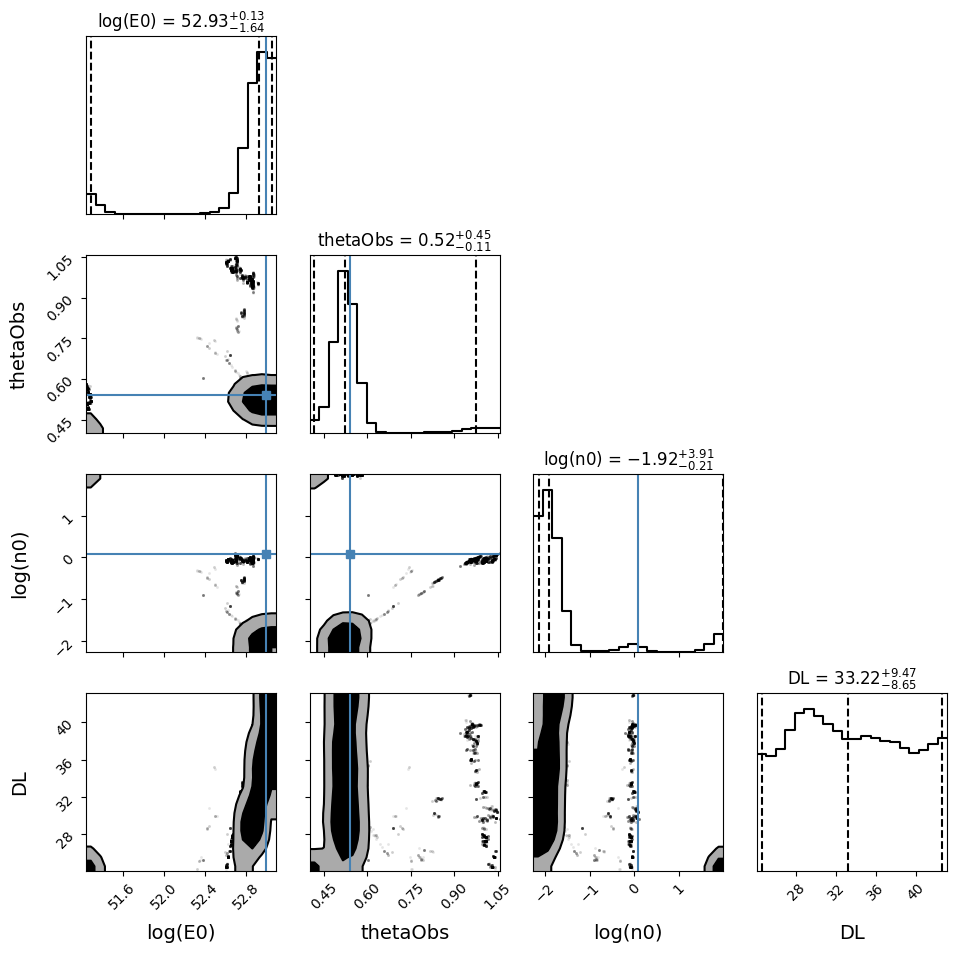 log(E0) = 52.93+0.13−1.64
thetaObs = 0.52+0.45−0.11
1.05
0.90
0.75
0.60
0.45
thetaObs
log(n0) = −1.92+3.91−0.21
1
0
−1
−2
log(n0)
DL = 33.22+9.47−8.65
40
36
32
28
DL
51.6 52.0 52.4 52.8
0.45 0.60 0.75 0.90 1.05
−2 −1 0 1
28 32 36 40
log(E0) thetaObs log(n0) DL